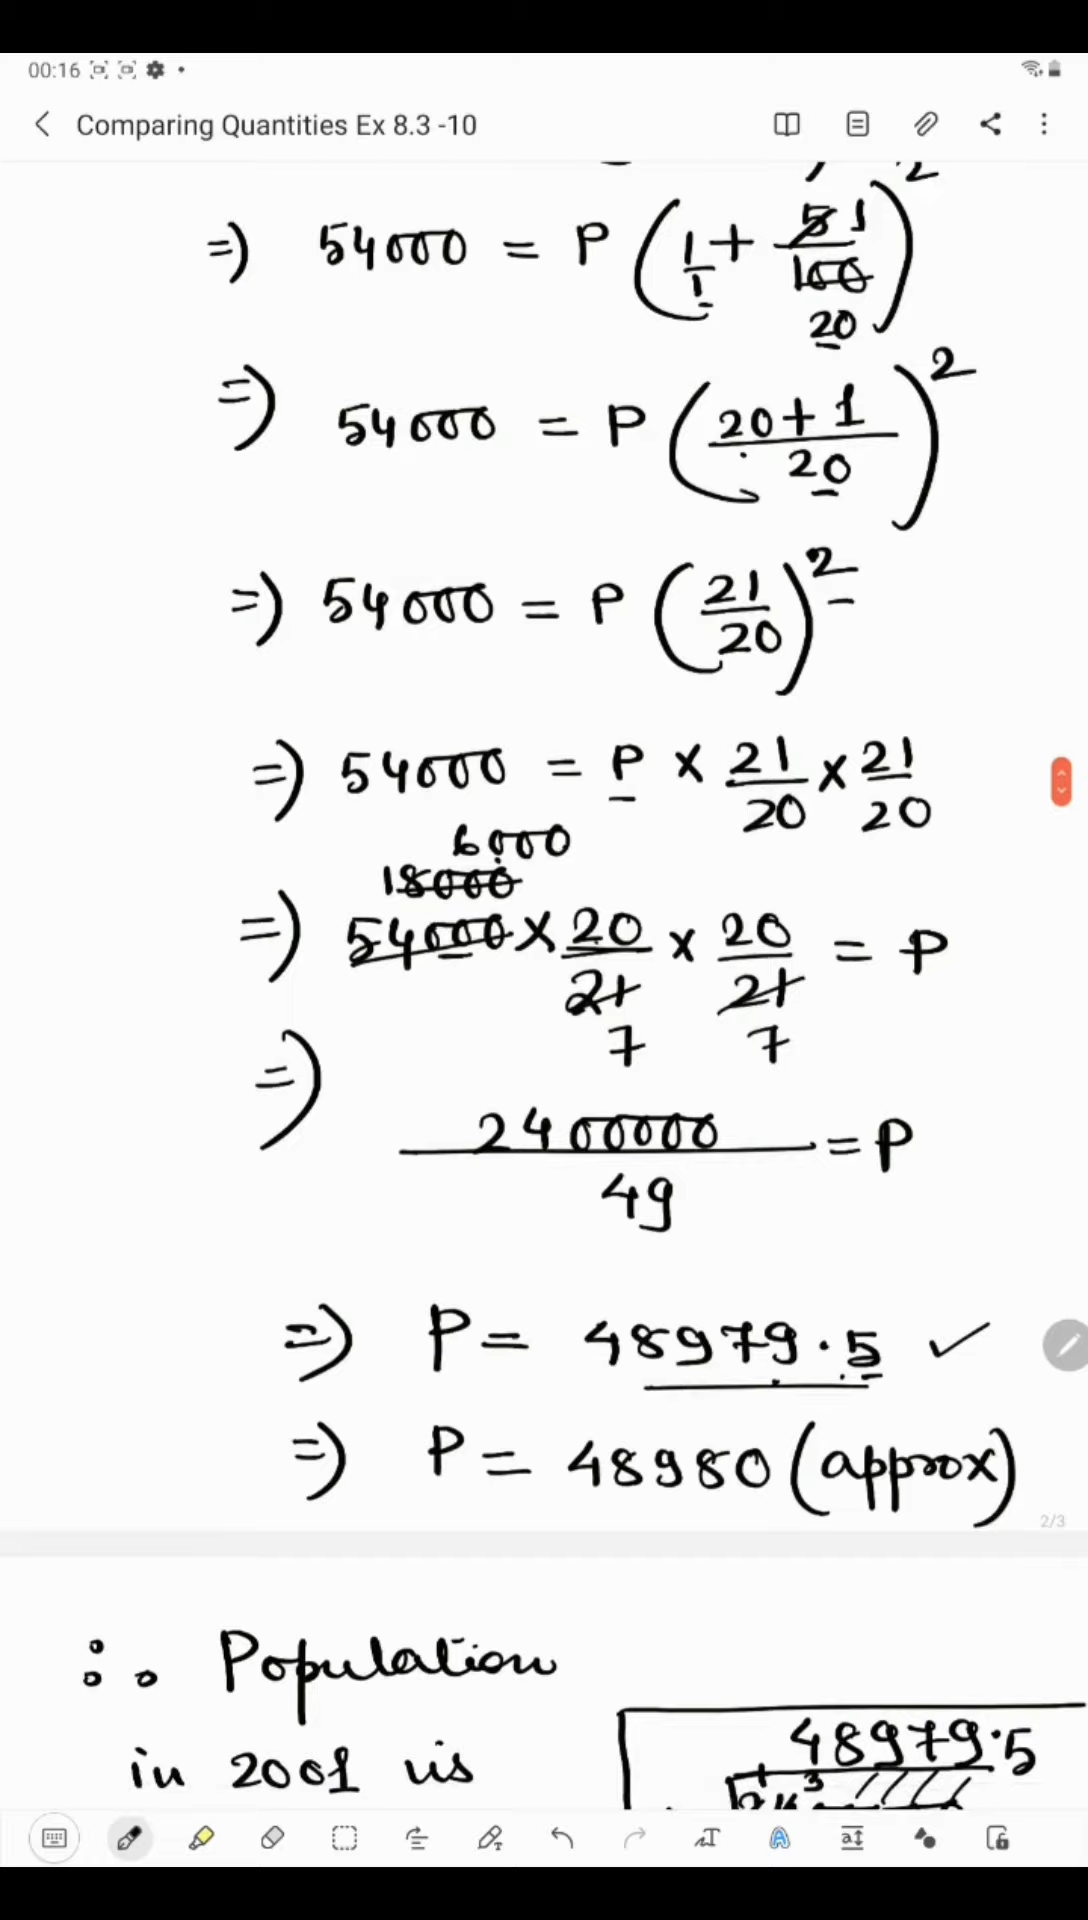 00:16
Comparing Quantities Ex 8.3 -10
2
=) 54000 = P (1/1 + 5/100)
1
20
=) 54000 = P (20+1/20)2
=) 54000 = P (21/20)2
=) 54000 = P × 21/20 × 21/20
6000
18000
=) 54000 × 20/21 × 20/21 = P
7 7
=) 2400000/49 = P
=) P = 48979.5 ✓
=) P = 48980 (approx)
2/3
∴ Population
48979.5
in 2001 is